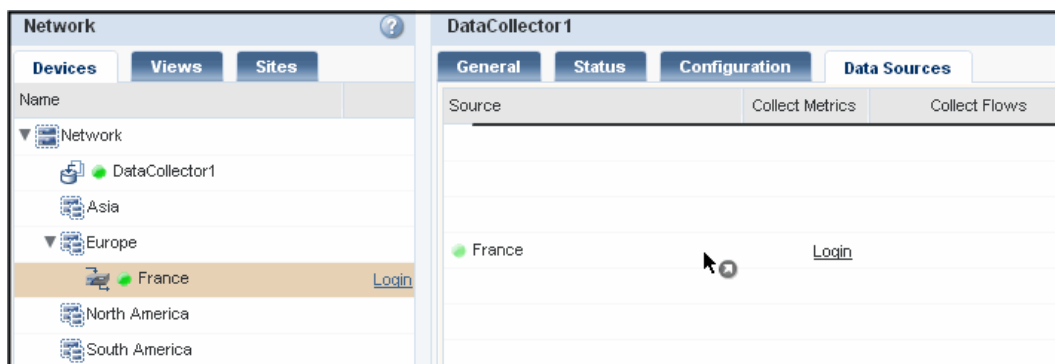 Network
Devices Views Sites
Name
Network
DataCollector1
Asia
Europe
France Login
North America
South America
DataCollector1
General Status Configuration Data Sources
Source Collect Metrics Collect Flows
France Login